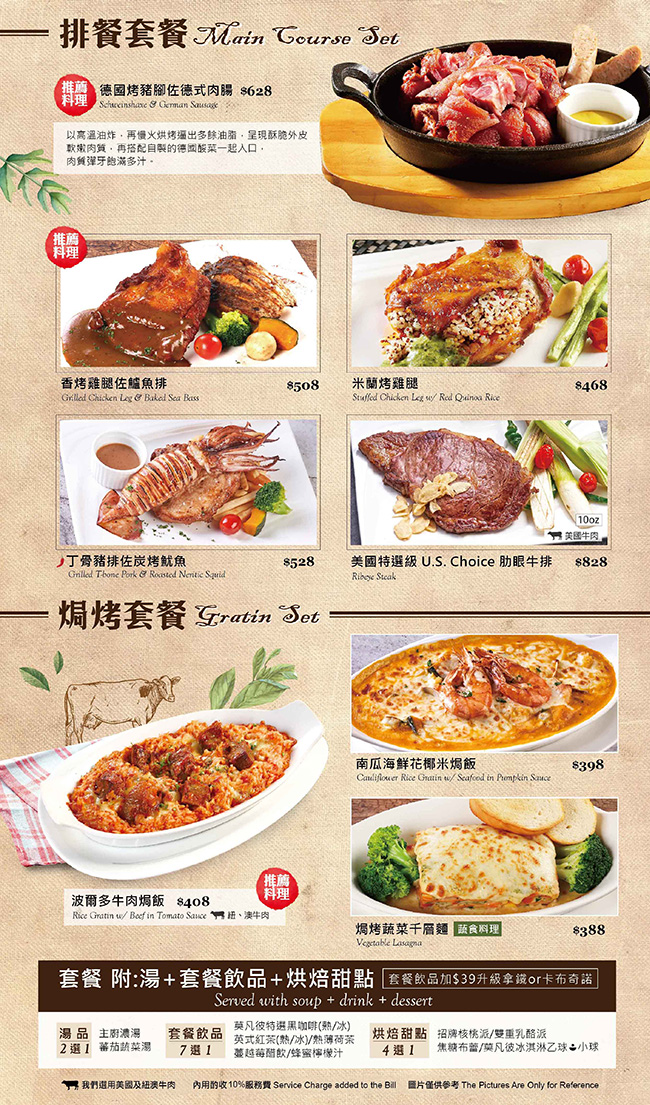 排餐套餐 Main Course Set
推薦料理
德國烤豬腳佐德式肉腸 $628
Schweinshaxe & German Sausage
以高溫油炸，再慢火烘烤逼出多餘油脂，呈現酥脆外皮
軟嫩肉質，再搭配自製的德國酸菜一起入口，
肉質彈牙飽滿多汁。
推薦料理
香烤雞腿佐鱸魚排 $508
Grilled Chicken Leg & Baked Sea Bass
米蘭烤雞腿 $468
Stuffed Chicken Leg w/ Red Quinoa Rice
丁骨豬排佐炭烤魷魚 $528
Grilled T-bone Pork & Roasted Neritic Squid
10oz
美國牛肉
美國特選級 U.S. Choice 肋眼牛排 $828
Ribeye Steak
焗烤套餐 Gratin Set
南瓜海鮮花椰米焗飯 $398
Cauliflower Rice Gratin w/ Seafood in Pumpkin Sauce
推薦料理
波爾多牛肉焗飯 $408
Rice Gratin w/ Beef in Tomato Sauce 紐、澳牛肉
焗烤蔬菜千層麵 蔬食料理 $388
Vegetable Lasagna
套餐 附:湯+套餐飲品+烘焙甜點 套餐飲品加$39升級拿鐵or卡布奇諾
Served with soup + drink + dessert
湯品 2選1
主廚濃湯
蕃茄蔬菜湯
套餐飲品 7選1
莫凡彼特選黑咖啡(熱/冰)
英式紅茶(熱/冰)/熱薄荷茶
蔓越莓醋飲/蜂蜜檸檬汁
烘焙甜點 4選1
招牌核桃派/雙重乳酪派
焦糖布蕾/莫凡彼冰淇淋乙球小球
我們選用美國及紐澳牛肉 內用酌收10%服務費 Service Charge added to the Bill 圖片僅供參考 The Pictures Are Only for Reference